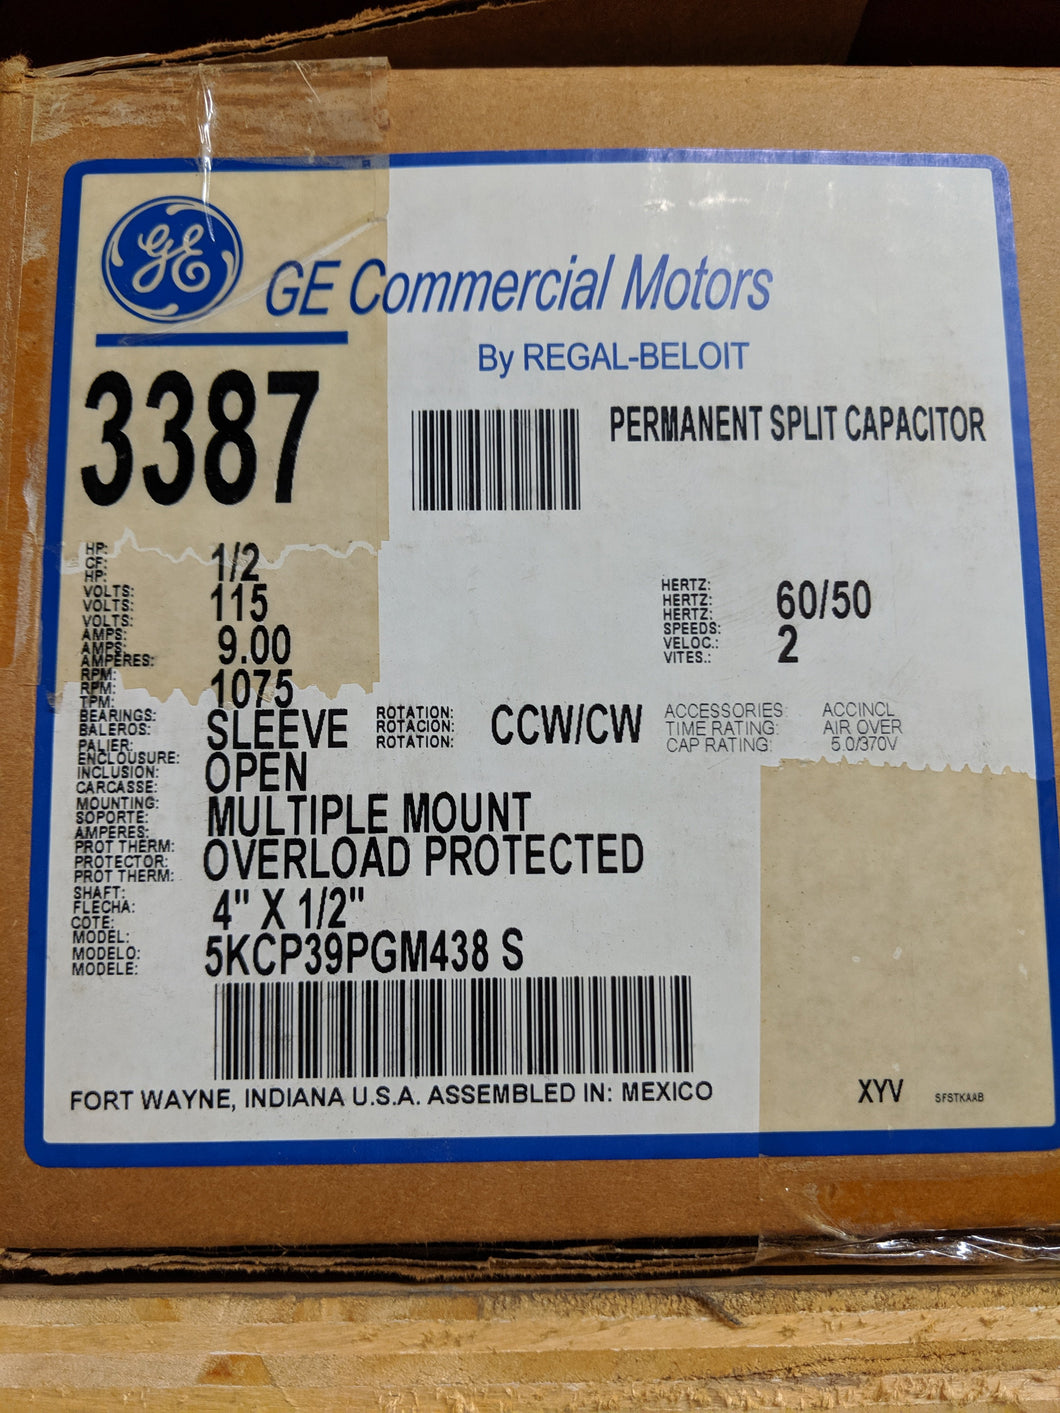 GE
GE Commercial Motors
By REGAL-BELOIT
3387
PERMANENT SPLIT CAPACITOR
HP:
CF:
HP:
1/2
VOLTS:
VOLTS:
VOLTS:
115
AMPS:
AMPS:
AMPERES:
9.00
RPM:
RPM:
TPM:
1075
HERTZ:
HERTZ:
HERTZ:
60/50
SPEEDS:
VELOC.:
VITES.:
2
BEARINGS:
BALEROS:
PALIER:
SLEEVE
ROTATION:
ROTACION:
ROTATION:
CCW/CW
ACCESSORIES: ACCINCL
TIME RATING: AIR OVER
CAP RATING: 5.0/370V
ENCLOUSURE:
INCLUSION:
CARCASSE:
OPEN
MOUNTING:
SOPORTE:
AMPERES:
MULTIPLE MOUNT
PROT THERM:
PROTECTOR:
PROT THERM:
OVERLOAD PROTECTED
SHAFT:
FLECHA:
COTE:
4" X 1/2"
MODEL:
MODELO:
MODELE:
5KCP39PGM438 S
FORT WAYNE, INDIANA U.S.A. ASSEMBLED IN: MEXICO
XYV SFSTKAAB